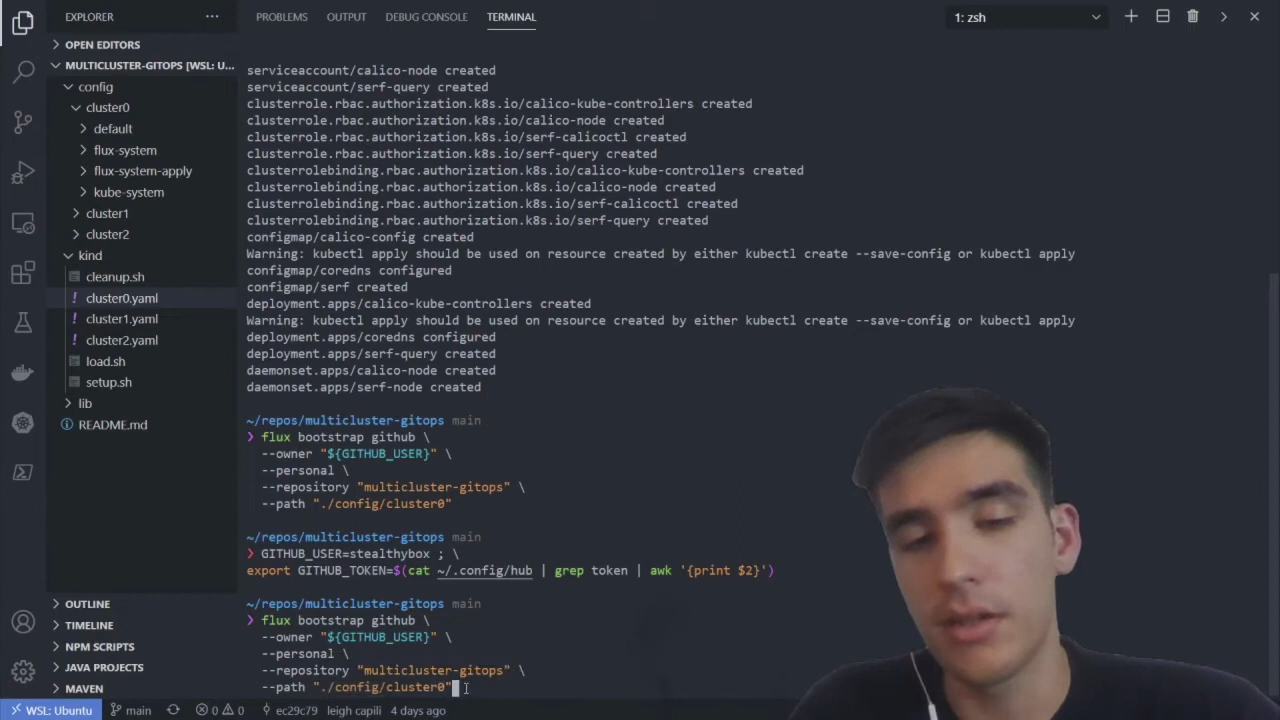 EXPLORER
···
PROBLEMS OUTPUT DEBUG CONSOLE TERMINAL
1: zsh
OPEN EDITORS
MULTICLUSTER-GITOPS [WSL: U...
config
cluster0
default
flux-system
flux-system-apply
kube-system
cluster1
cluster2
kind
cleanup.sh
! cluster0.yaml
! cluster1.yaml
! cluster2.yaml
load.sh
setup.sh
lib
README.md
OUTLINE
TIMELINE
NPM SCRIPTS
JAVA PROJECTS
MAVEN
serviceaccount/calico-node created
serviceaccount/serf-query created
clusterrole.rbac.authorization.k8s.io/calico-kube-controllers created
clusterrole.rbac.authorization.k8s.io/calico-node created
clusterrole.rbac.authorization.k8s.io/serf-calicoctl created
clusterrole.rbac.authorization.k8s.io/serf-query created
clusterrolebinding.rbac.authorization.k8s.io/calico-kube-controllers created
clusterrolebinding.rbac.authorization.k8s.io/calico-node created
clusterrolebinding.rbac.authorization.k8s.io/serf-calicoctl created
clusterrolebinding.rbac.authorization.k8s.io/serf-query created
configmap/calico-config created
Warning: kubectl apply should be used on resource created by either kubectl create --save-config or kubectl apply
configmap/coredns configured
configmap/serf created
deployment.apps/calico-kube-controllers created
Warning: kubectl apply should be used on resource created by either kubectl create --save-config or kubectl apply
deployment.apps/coredns configured
deployment.apps/serf-query created
daemonset.apps/calico-node created
daemonset.apps/serf-node created
~/repos/multicluster-gitops main
❯ flux bootstrap github \
--owner "${GITHUB_USER}" \
--personal \
--repository "multicluster-gitops" \
--path "./config/cluster0"
~/repos/multicluster-gitops main
❯ GITHUB_USER=stealthybox ; \
export GITHUB_TOKEN=$(cat ~/.config/hub | grep token | awk '{print $2}')
~/repos/multicluster-gitops main
❯ flux bootstrap github \
--owner "${GITHUB_USER}" \
--personal \
--repository "multicluster-gitops" \
--path "./config/cluster0"
WSL: Ubuntu main 0 0 ec29c79 leigh capili 4 days ago